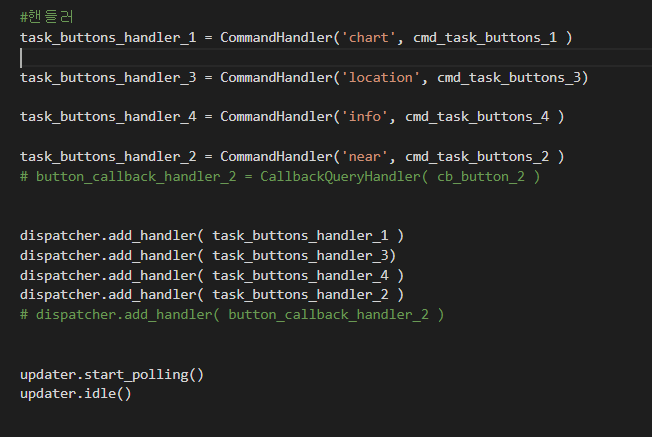 #핸들러
task_buttons_handler_1 = CommandHandler('chart', cmd_task_buttons_1 )
task_buttons_handler_3 = CommandHandler('location', cmd_task_buttons_3)
task_buttons_handler_4 = CommandHandler('info', cmd_task_buttons_4 )
task_buttons_handler_2 = CommandHandler('near', cmd_task_buttons_2 )
# button_callback_handler_2 = CallbackQueryHandler( cb_button_2 )
dispatcher.add_handler( task_buttons_handler_1 )
dispatcher.add_handler( task_buttons_handler_3)
dispatcher.add_handler( task_buttons_handler_4 )
dispatcher.add_handler( task_buttons_handler_2 )
# dispatcher.add_handler( button_callback_handler_2 )
updater.start_polling()
updater.idle()